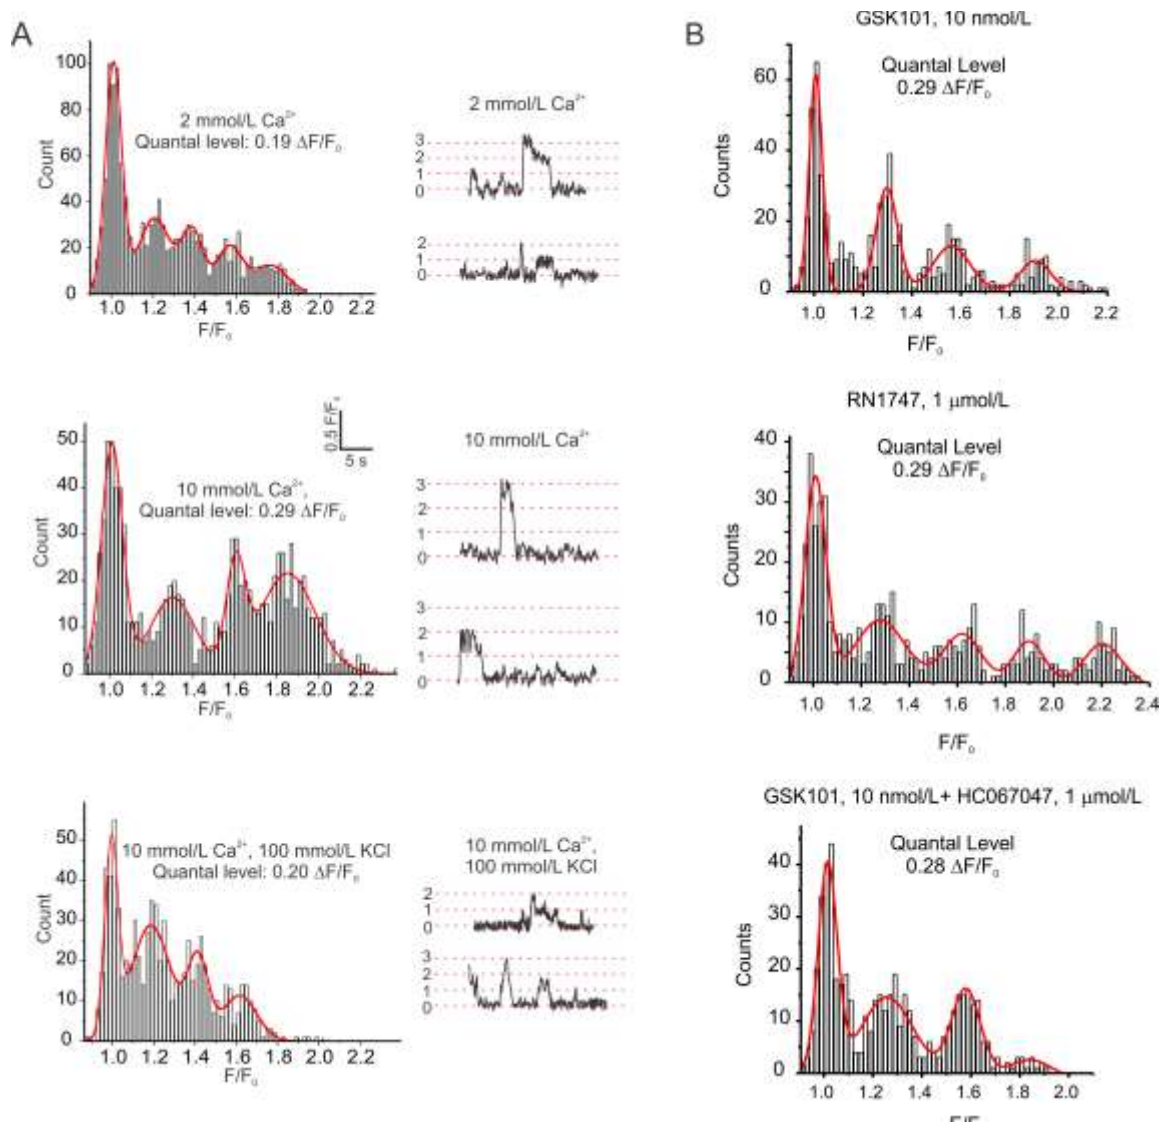 A
100
80
60
40
20
0
Count
2 mmol/L Ca²⁺
Quantal level: 0.19 ΔF/F₀
1.0 1.2 1.4 1.6 1.8 2.0 2.2
F/F₀
2 mmol/L Ca²⁺
3
2
1
0
2
1
0
50
40
30
20
10
0
Count
10 mmol/L Ca²⁺,
Quantal level: 0.29 ΔF/F₀
0.5 F/F₀
5 s
1.0 1.2 1.4 1.6 1.8 2.0 2.2
F/F₀
10 mmol/L Ca²⁺
3
2
1
0
3
2
1
0
50
40
30
20
10
0
Count
10 mmol/L Ca²⁺, 100 mmol/L KCl
Quantal level: 0.20 ΔF/F₀
1.0 1.2 1.4 1.6 1.8 2.0 2.2
F/F₀
10 mmol/L Ca²⁺,
100 mmol/L KCl
2
1
0
3
2
1
0
B
GSK101, 10 nmol/L
Quantal Level
0.29 ΔF/F₀
60
40
20
0
Counts
1.0 1.2 1.4 1.6 1.8 2.0 2.2
F/F₀
RN1747, 1 μmol/L
Quantal Level
0.29 ΔF/F₀
40
30
20
10
0
Counts
1.0 1.2 1.4 1.6 1.8 2.0 2.2 2.4
F/F₀
GSK101, 10 nmol/L+ HC067047, 1 μmol/L
Quantal Level
0.28 ΔF/F₀
40
30
20
10
0
Counts
1.0 1.2 1.4 1.6 1.8 2.0